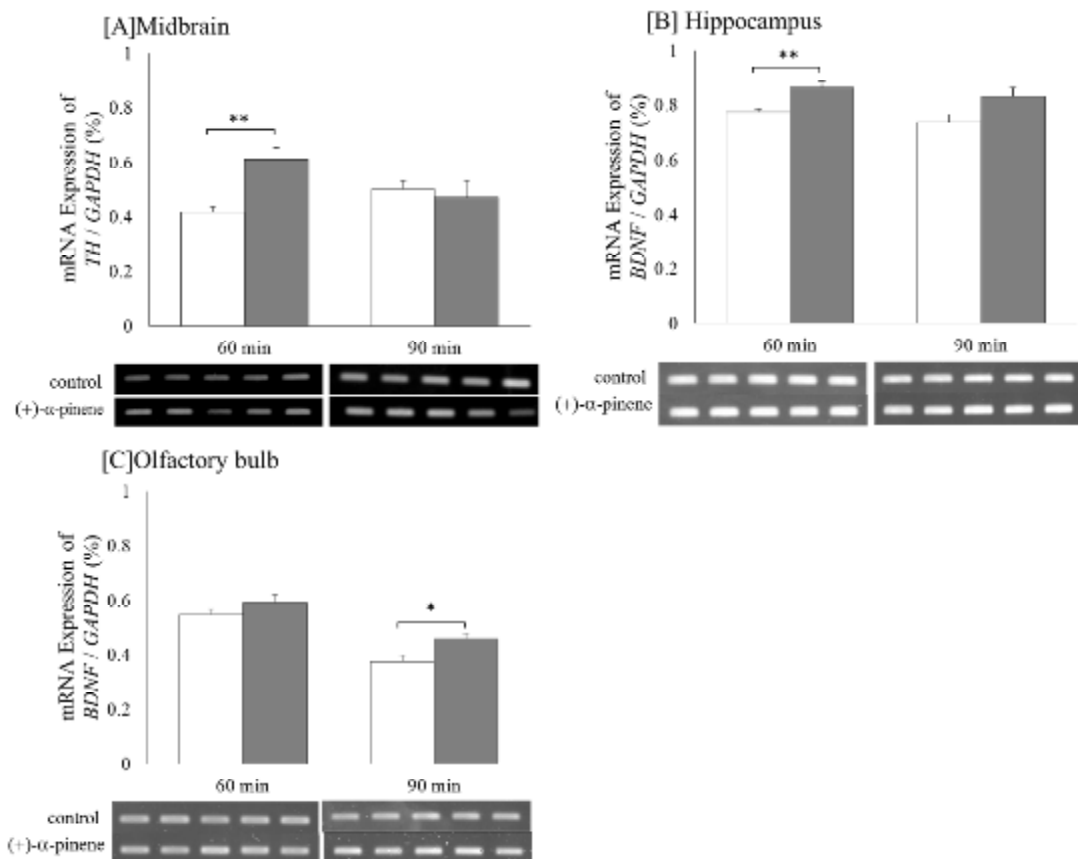 [A]Midbrain
1
0.8
0.6
0.4
0.2
0
mRNA Expression of
TH / GAPDH (%)
**
60 min
90 min
control
(+)-α-pinene
[B] Hippocampus
1
0.8
0.6
0.4
0.2
0
mRNA Expression of
BDNF / GAPDH (%)
**
60 min
90 min
control
(+)-α-pinene
[C]Olfactory bulb
1
0.8
0.6
0.4
0.2
0
mRNA Expression of
BDNF / GAPDH (%)
*
60 min
90 min
control
(+)-α-pinene